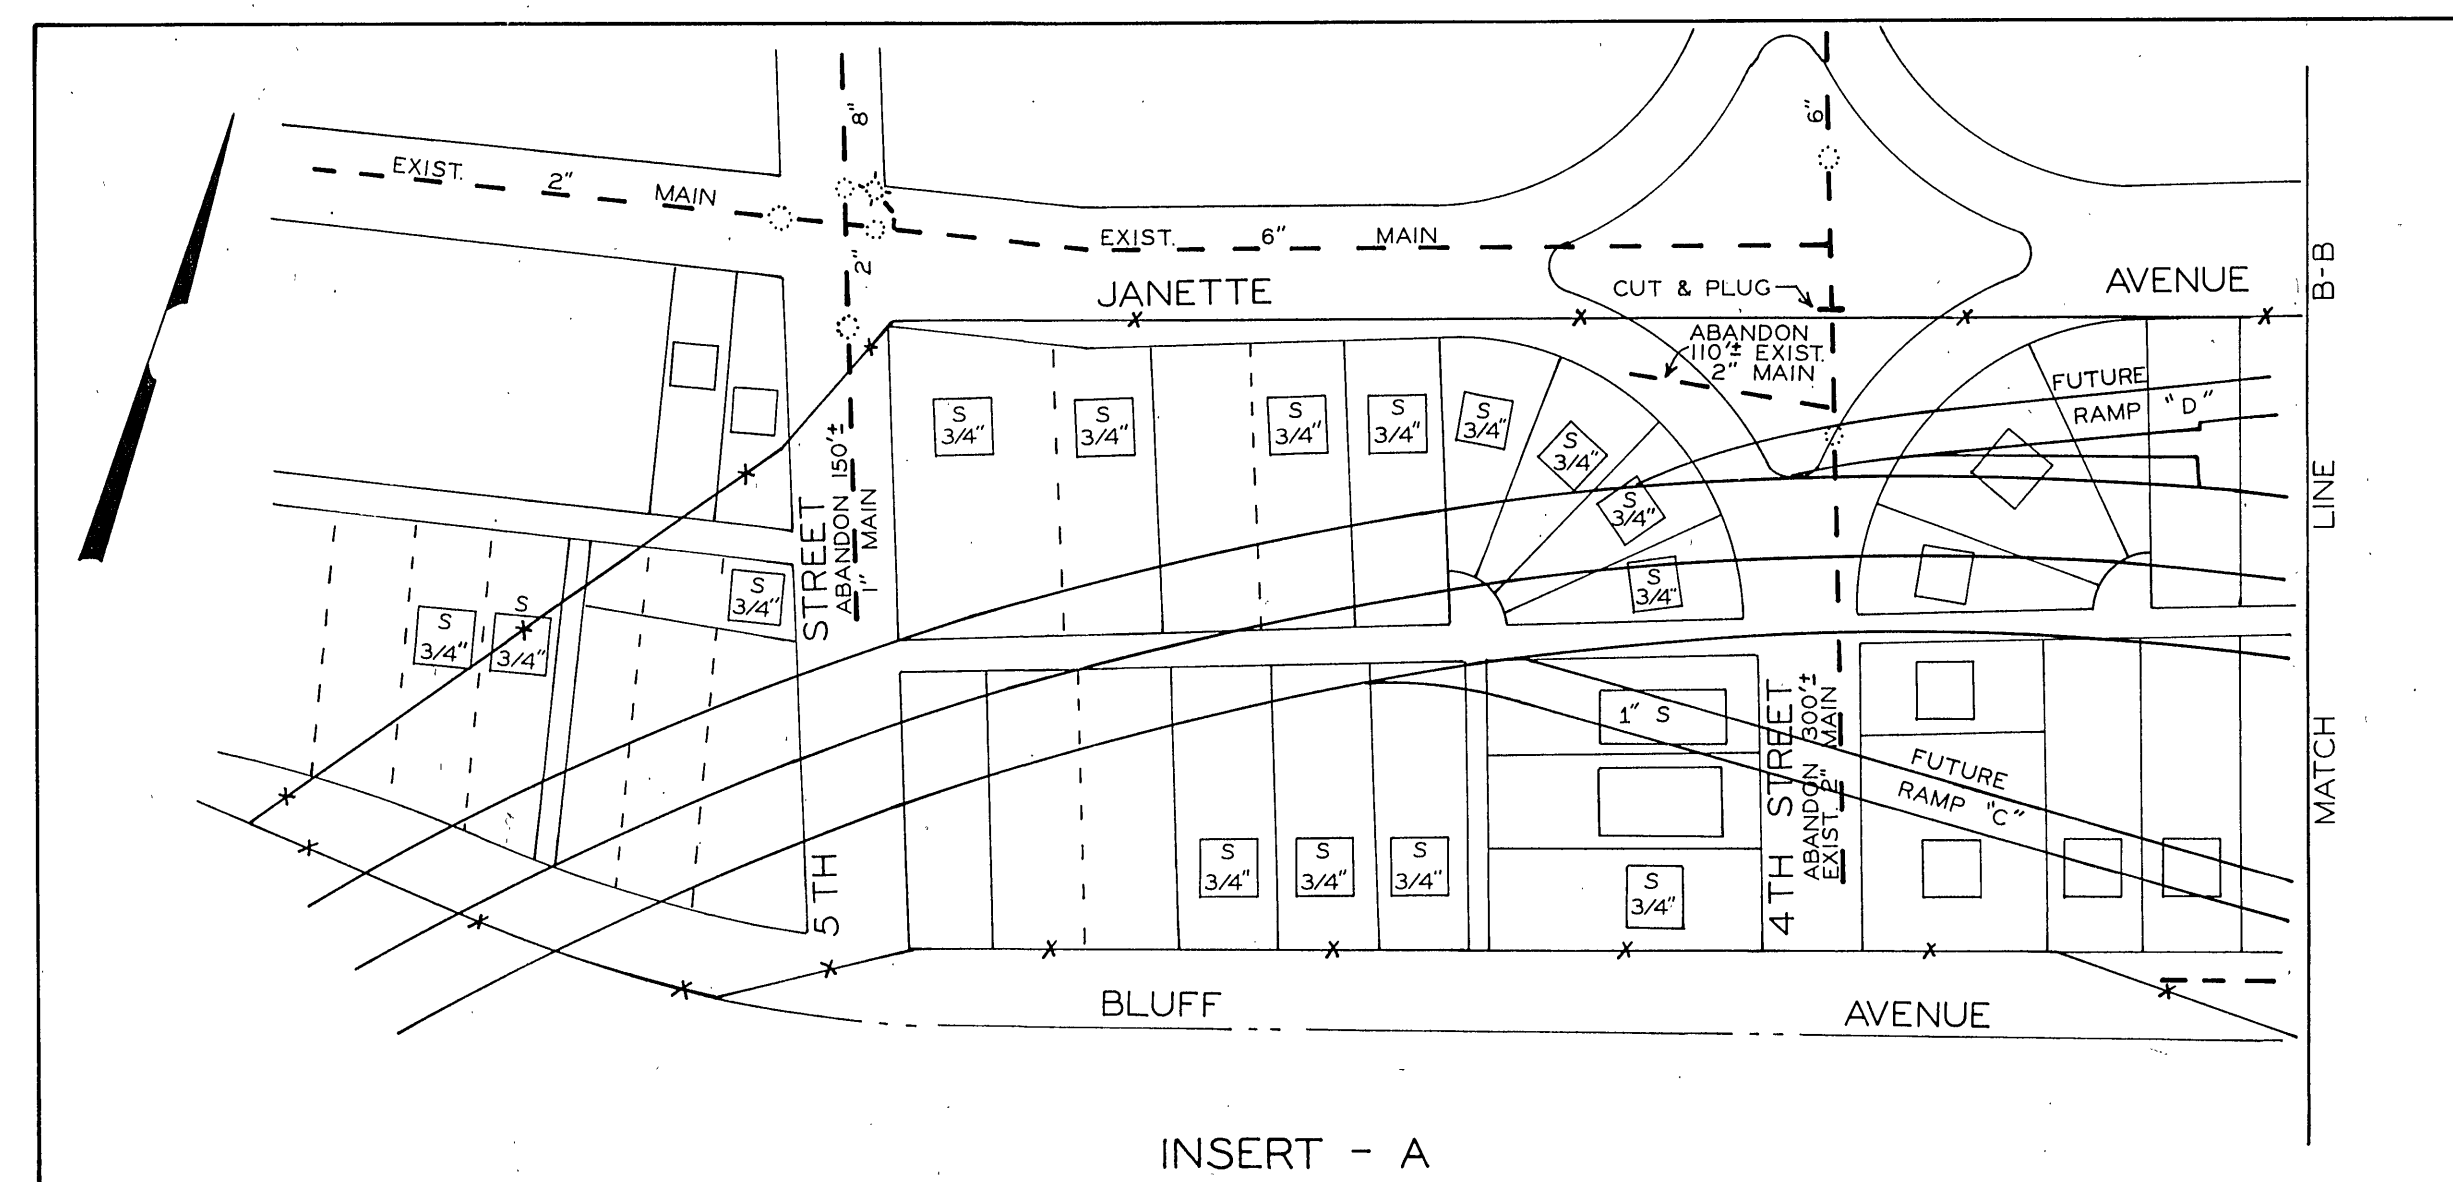 8"
6"
EXIST. 2" MAIN
EXIST. 6" MAIN
2"
JANETTE AVENUE
CUT & PLUG
ABANDON
110'± EXIST.
2" MAIN
FUTURE
RAMP "D"
S
3/4"
S
3/4"
S
3/4"
S
3/4"
S
3/4"
S
3/4"
S
3/4"
S
3/4"
S
3/4"
S
3/4"
S
3/4"
5TH STREET
ABANDON 150'±
1" MAIN
1" S
4TH STREET
ABANDON 300'±
EXIST. 2" MAIN
FUTURE
RAMP "C"
S
3/4"
S
3/4"
S
3/4"
S
3/4"
BLUFF AVENUE
MATCH LINE B-B
INSERT - A